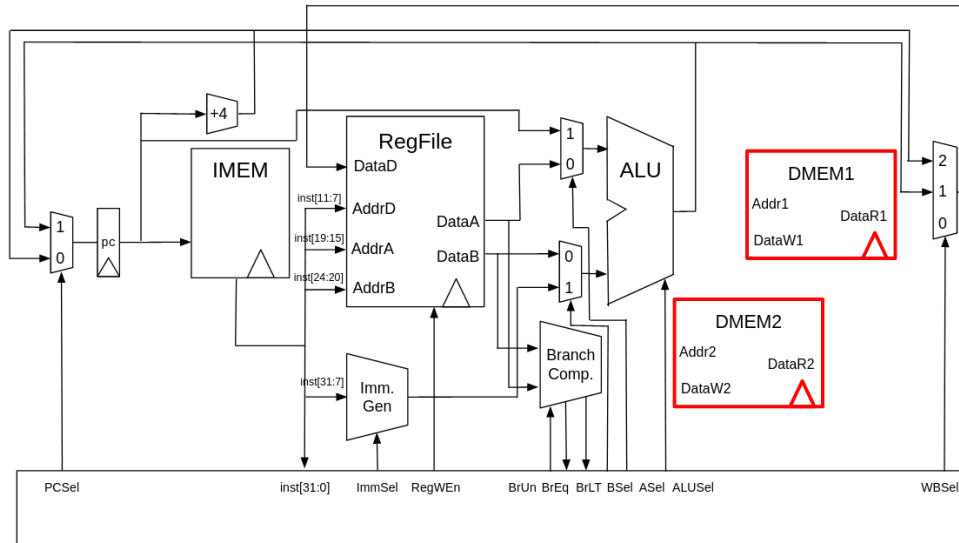 +4
RegFile
1
DMEM1
IMEM
DataD
0
ALU
2
inst[11:7]
AddrD
Addr1
1
1
DataA
DataR1
0
pc
inst[19:15]
AddrA
DataW1
0
DataB
0
inst[24:20]
AddrB
1
DMEM2
Addr2
DataR2
Branch
Comp.
inst[31:7]
Imm.
Gen
DataW2
PCSel
inst[31:0]
ImmSel
RegWEn
BrUn
BrEq
BrLT
BSel
ASel
ALUSel
WBSel